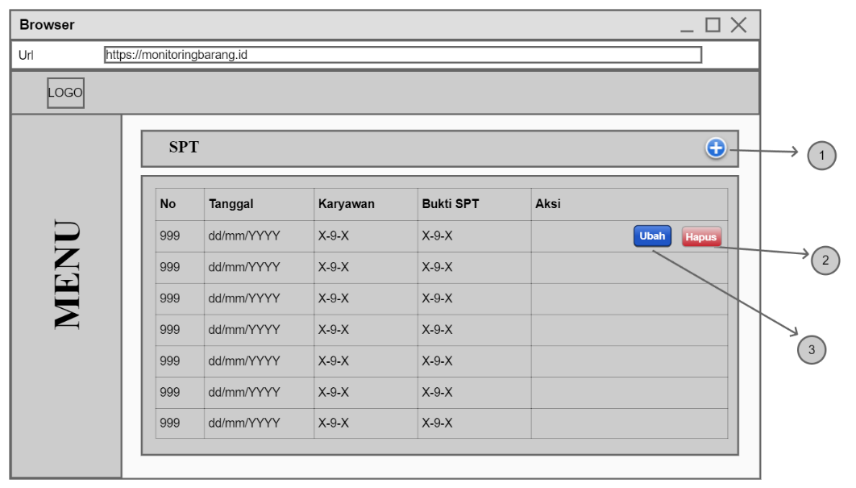 Browser
Url https://monitoringbarang.id
LOGO
MENU
SPT
1
No Tanggal Karyawan Bukti SPT Aksi
999 dd/mm/YYYY X-9-X X-9-X Ubah Hapus
999 dd/mm/YYYY X-9-X X-9-X
999 dd/mm/YYYY X-9-X X-9-X
999 dd/mm/YYYY X-9-X X-9-X
999 dd/mm/YYYY X-9-X X-9-X
999 dd/mm/YYYY X-9-X X-9-X
999 dd/mm/YYYY X-9-X X-9-X
2
3